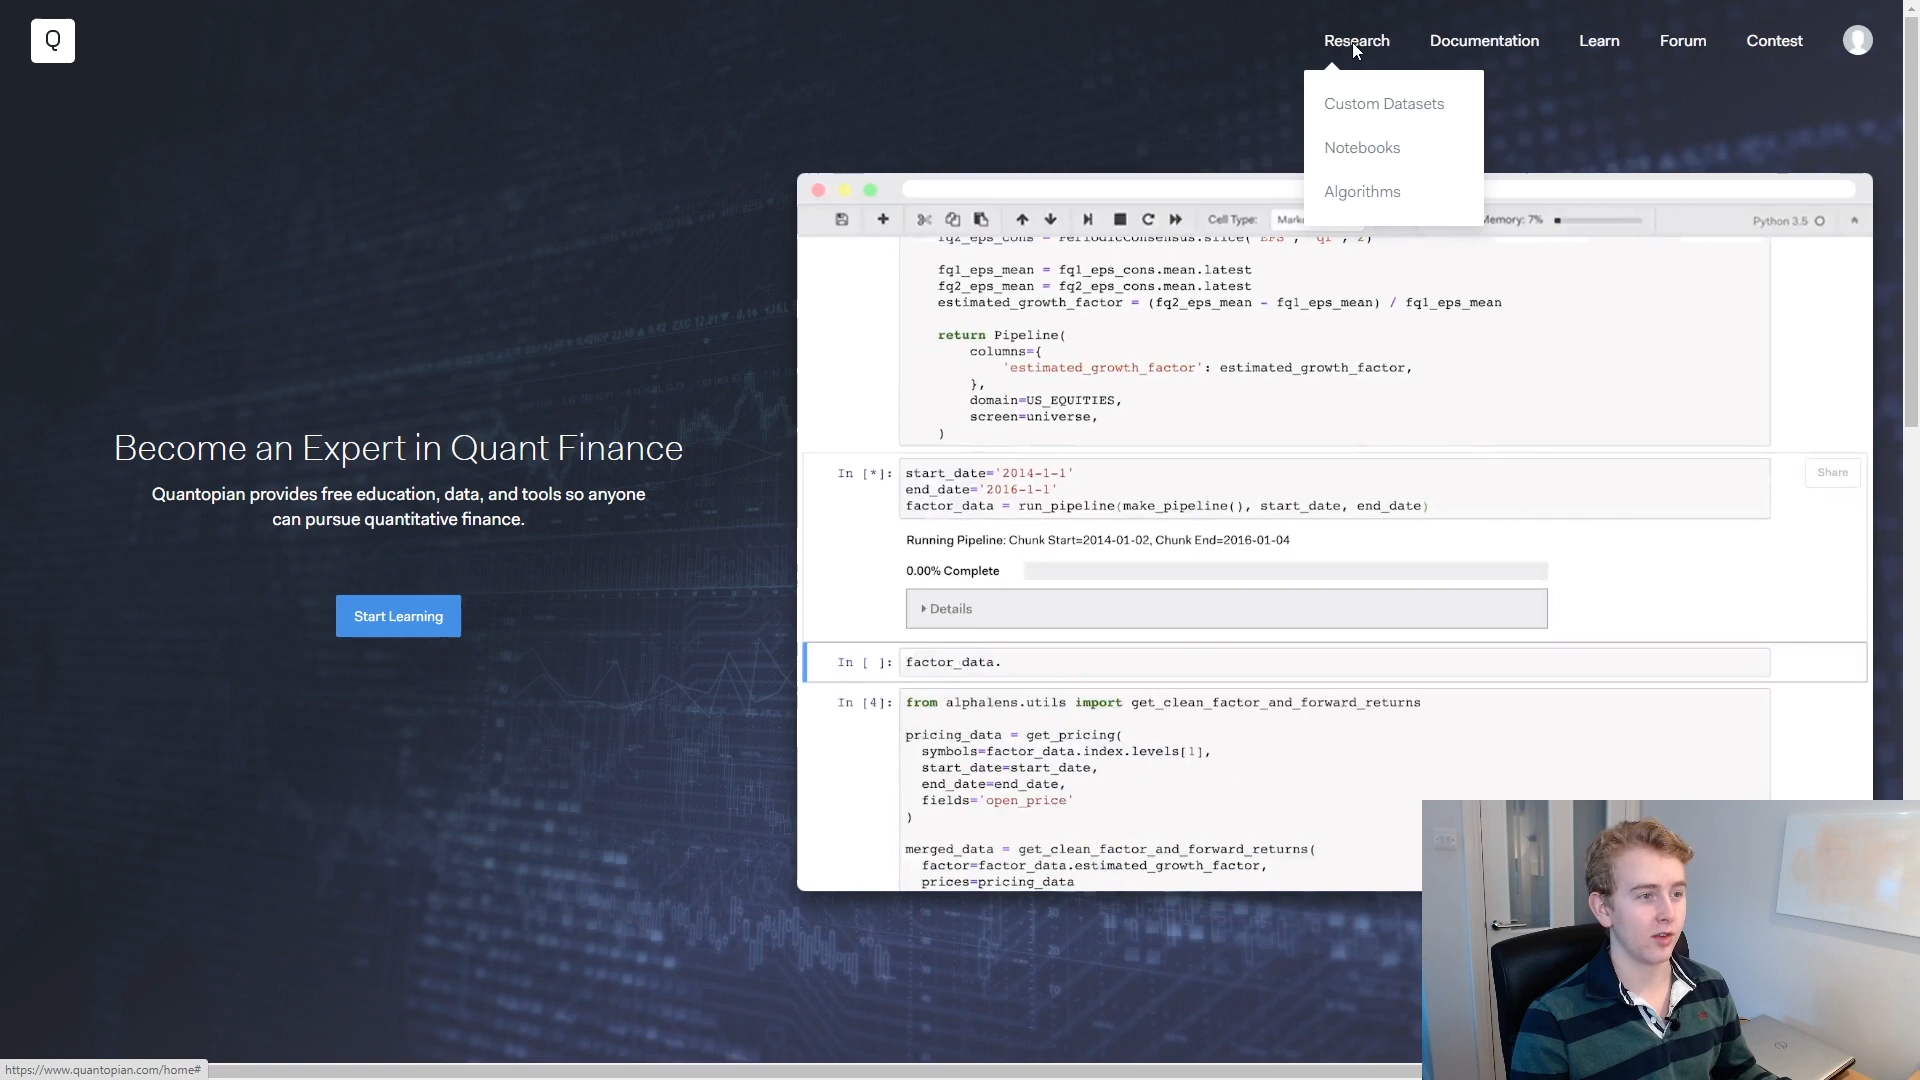 Q
Research
Documentation
Learn
Forum
Contest
Custom Datasets
Notebooks
Algorithms
Cell Type:
Memory: 7%
Python 3.5
fq2_eps_cons = PeriodicConsensus.slice('EPS', 'qf', 2)
fq1_eps_mean = fq1_eps_cons.mean.latest
fq2_eps_mean = fq2_eps_cons.mean.latest
estimated_growth_factor = (fq2_eps_mean - fq1_eps_mean) / fq1_eps_mean
return Pipeline(
columns={
'estimated_growth_factor': estimated_growth_factor,
},
domain=US_EQUITIES,
screen=universe,
)
Become an Expert in Quant Finance
Quantopian provides free education, data, and tools so anyone
can pursue quantitative finance.
Start Learning
In [*]:
start_date='2014-1-1'
end_date='2016-1-1'
factor_data = run_pipeline(make_pipeline(), start_date, end_date)
Share
Running Pipeline: Chunk Start=2014-01-02, Chunk End=2016-01-04
0.00% Complete
Details
In [ ]:
factor_data.
In [4]:
from alphalens.utils import get_clean_factor_and_forward_returns
pricing_data = get_pricing(
symbols=factor_data.index.levels[1],
start_date=start_date,
end_date=end_date,
fields='open_price'
)
merged_data = get_clean_factor_and_forward_returns(
factor=factor_data.estimated_growth_factor,
prices=pricing_data
https://www.quantopian.com/home#